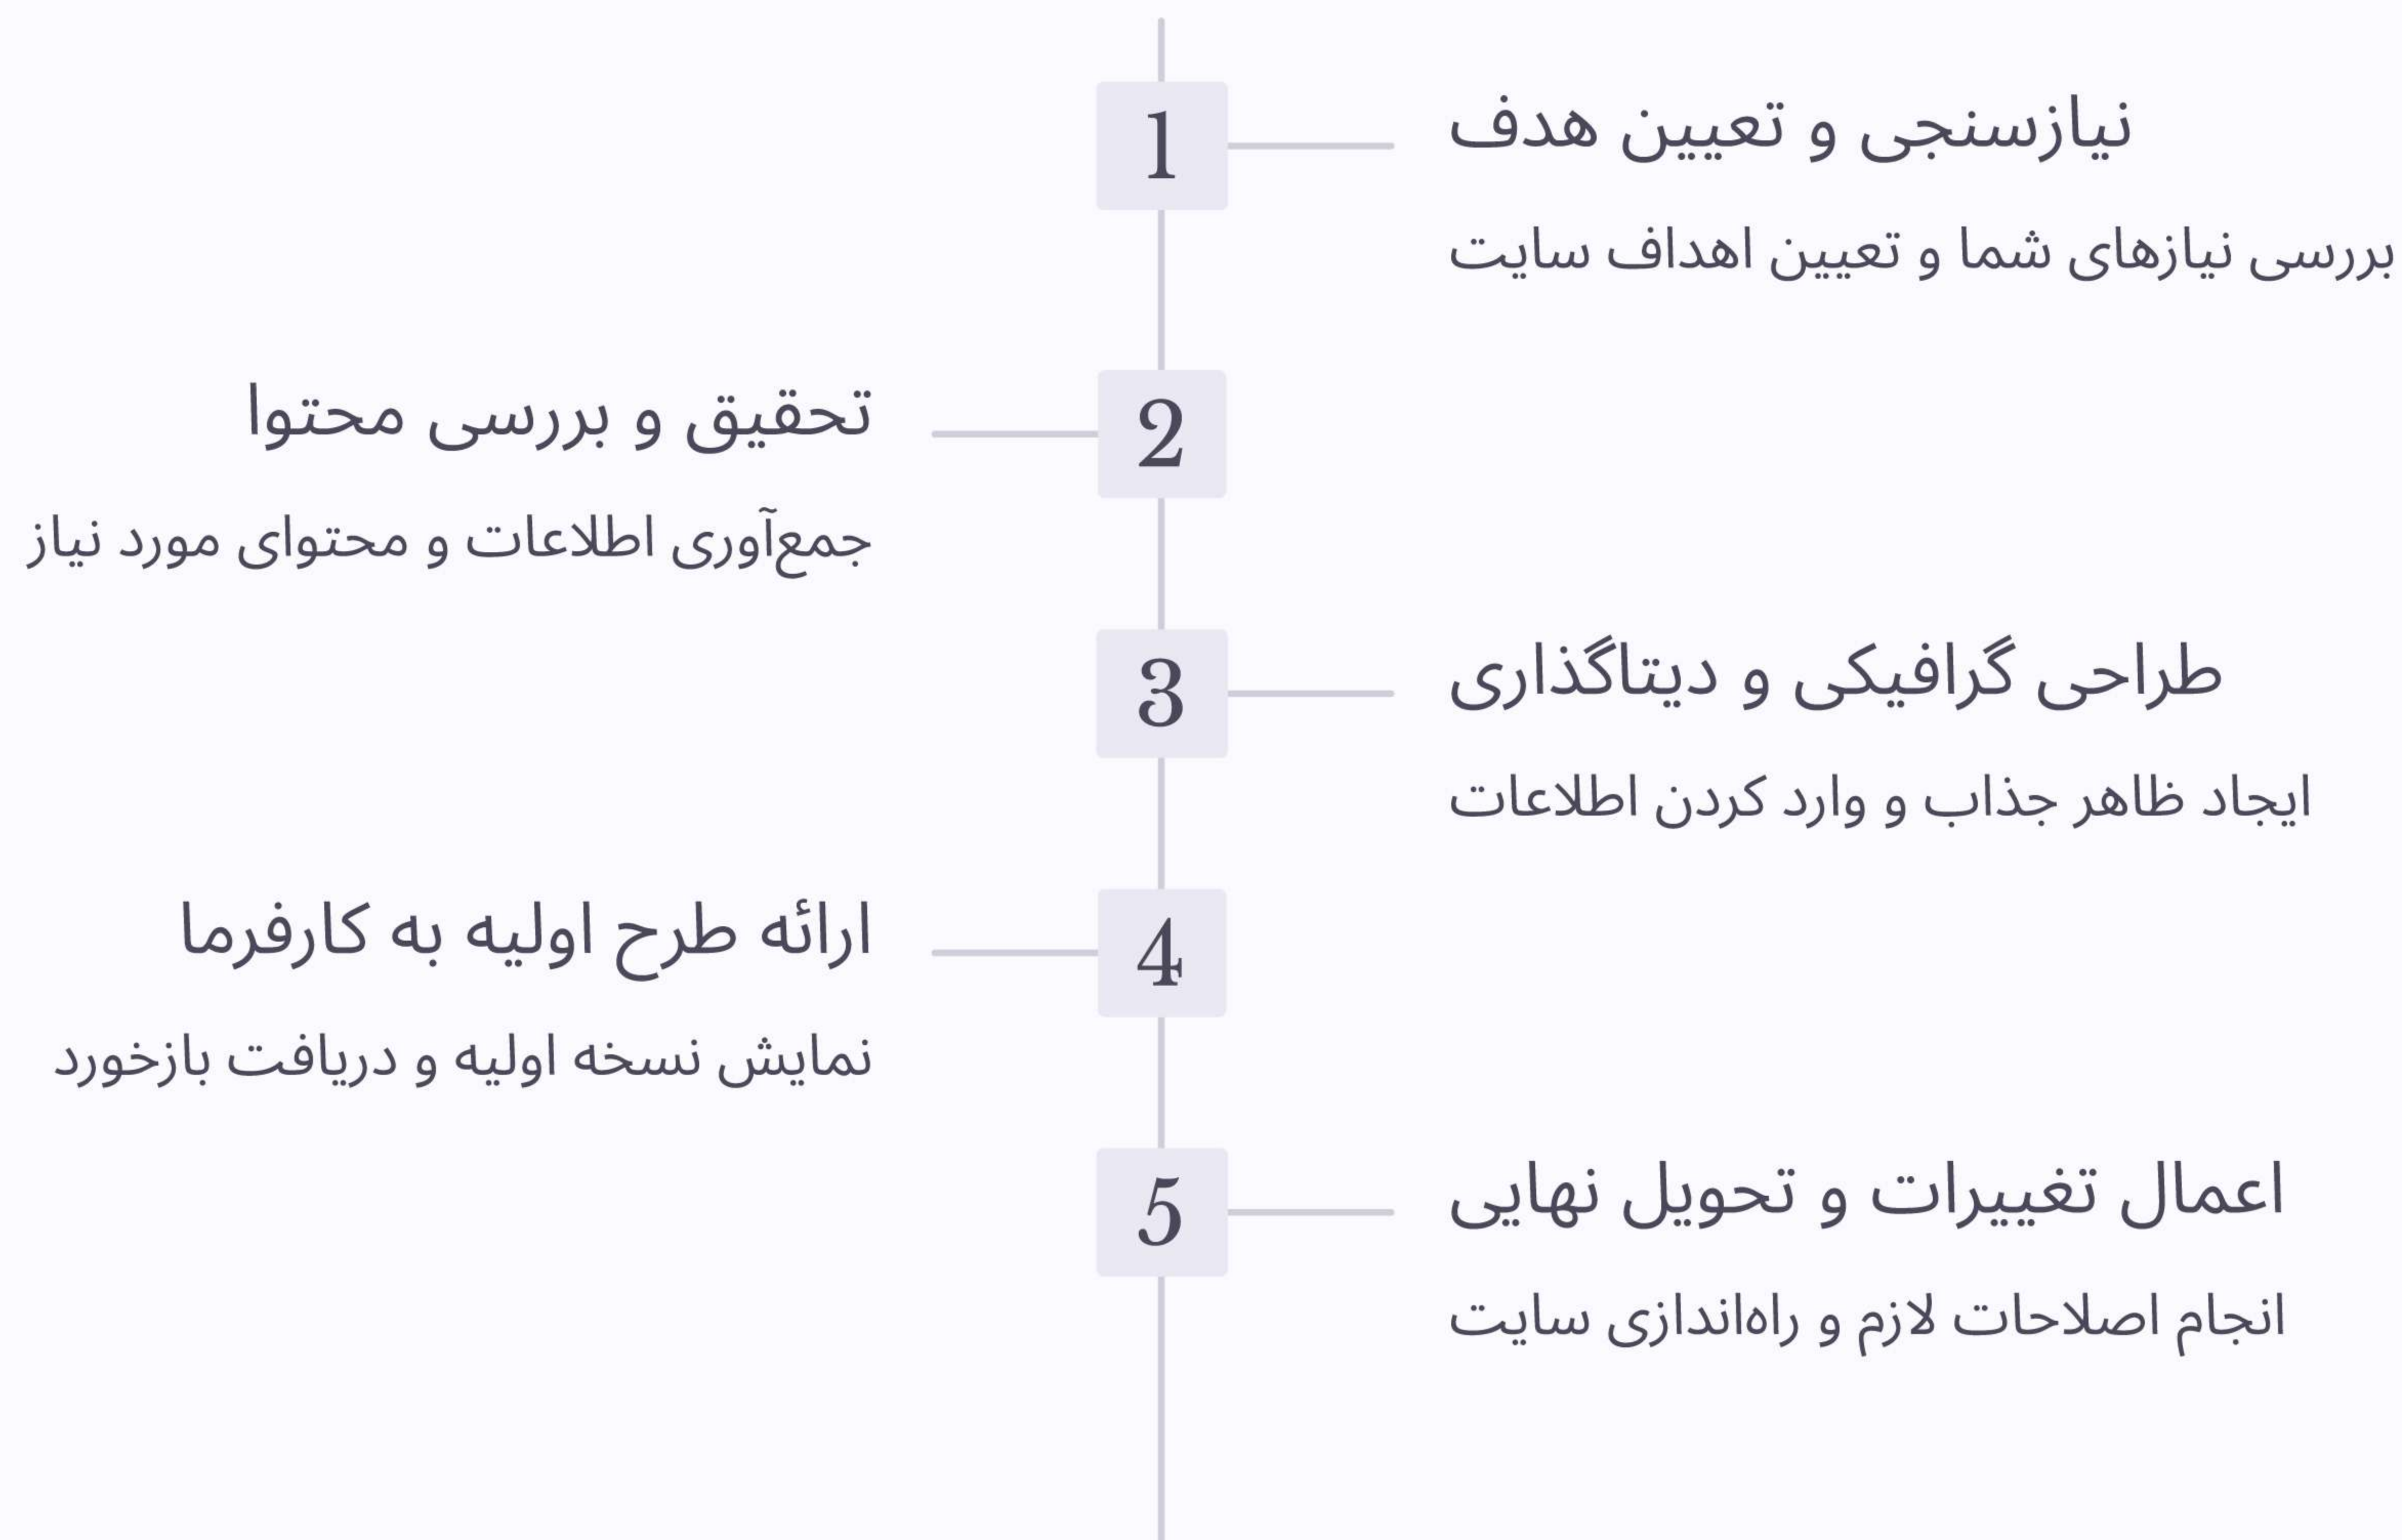 1
نیازسنجی و تعیین هدف
بررسی نیازهای شما و تعیین اهداف سایت
2
تحقیق و بررسی محتوا
جمع‌آوری اطلاعات و محتوای مورد نیاز
3
طراحی گرافیکی و دیتاگذاری
ایجاد ظاهر جذاب و وارد کردن اطلاعات
4
ارائه طرح اولیه به کارفرما
نمایش نسخه اولیه و دریافت بازخورد
5
اعمال تغییرات و تحویل نهایی
انجام اصلاحات لازم و راه‌اندازی سایت